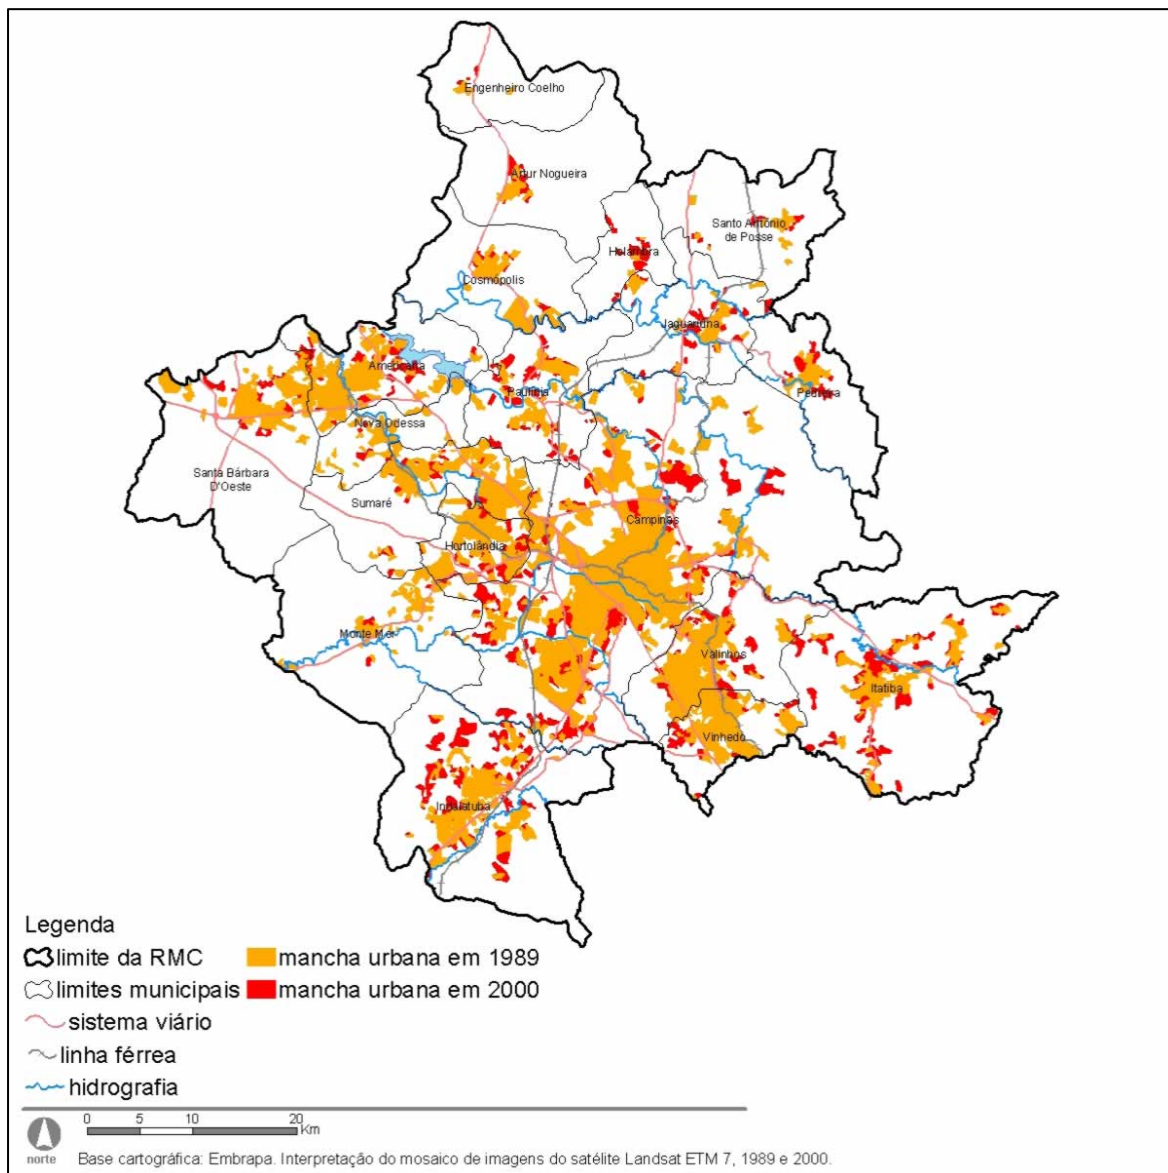 Engenheiro Coelho
Artur Nogueira
Santo Antônio
de Posse
Holambra
Cosmópolis
Jaguariúna
Americana
Paulínia
Pedreira
Nova Odessa
Santa Bárbara
D'Oeste
Sumaré
Campinas
Hortolândia
Monte Mor
Valinhos
Itatiba
Vinhedo
Indaiatuba
Legenda
limite da RMC
mancha urbana em 1989
limites municipais
mancha urbana em 2000
sistema viário
linha férrea
hidrografia
0 5 10 20
Km
norte
Base cartográfica: Embrapa. Interpretação do mosaico de imagens do satélite Landsat ETM 7, 1989 e 2000.